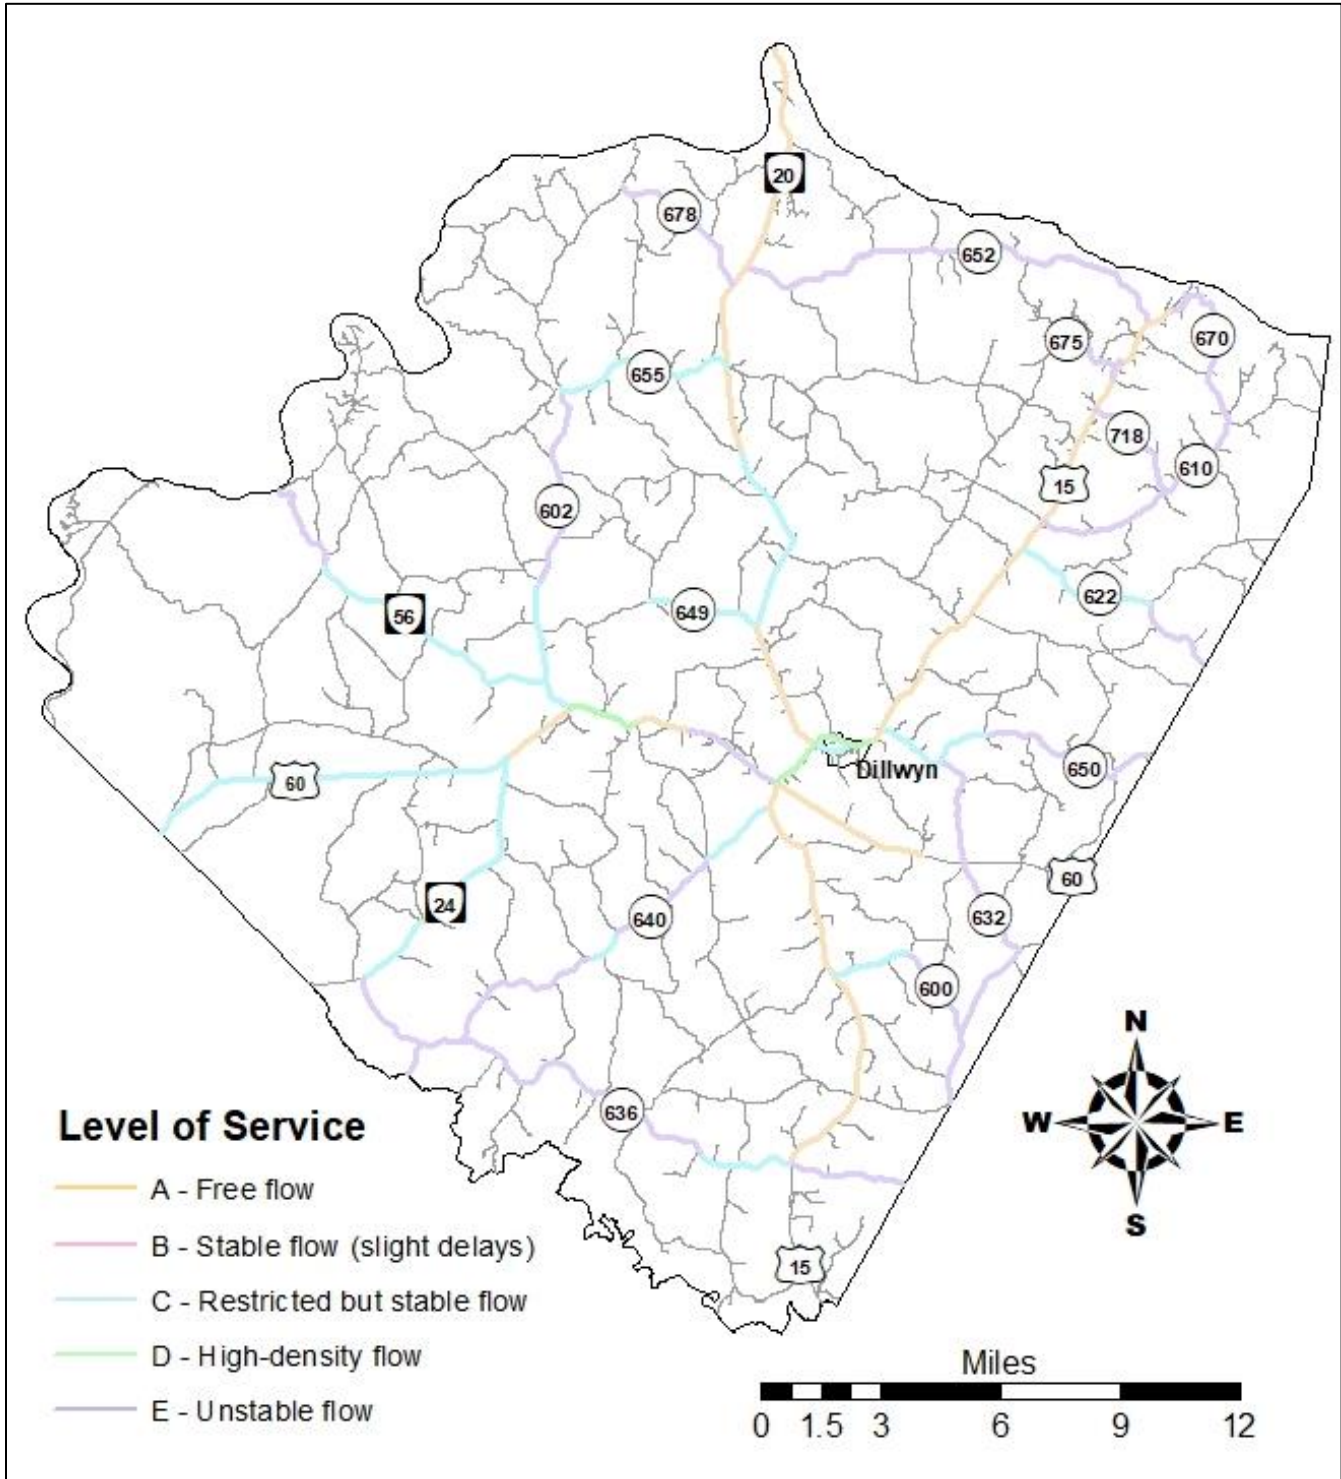 20
678
652
670
675
655
718
610
15
602
622
56
649
Dillwyn
650
60
60
24
632
640
600
N
W
E
S
636
Level of Service
A - Free flow
B - Stable flow (slight delays)
C - Restricted but stable flow
D - High-density flow
E - Unstable flow
15
Miles
0 1.5 3 6 9 12